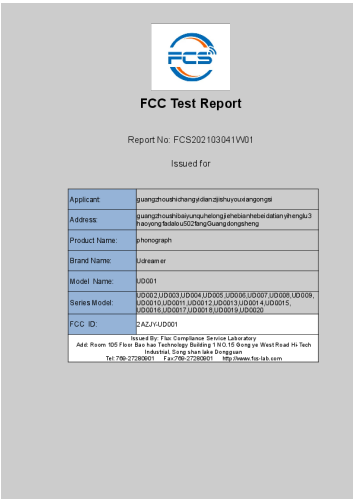 FCS
FCC Test Report
Report No: FCS202103041W01
Issued for
Applicant: guangzhoushichangyidianzijishuyouxiangongsi
Address: guangzhoushibaiyunquhelongjiehebianhebeidatianyihenglu3
haoyongfadalou502fangGuangdongsheng
Product Name: phonograph
Brand Name: Udreamer
Model Name: UD001
Series Model: UD002,UD003,UD004,UD005,UD006,UD007,UD008,UD009,
UD0010,UD0011,UD0012,UD0013,UD0014,UD0015,
UD0016,UD0017,UD0018,UD0019,UD0020
FCC ID: 2AZJY-UD001
Issued By: Flux Compliance Service Laboratory
Add: Room 105 Floor Bao hao Technology Building 1 NO.15 Gong ye West Road Hi-Tech
Industrial, Song shan lake Dongguan
Tel: 769-27280901 Fax:769-27280901 http://www.fcs-lab.com